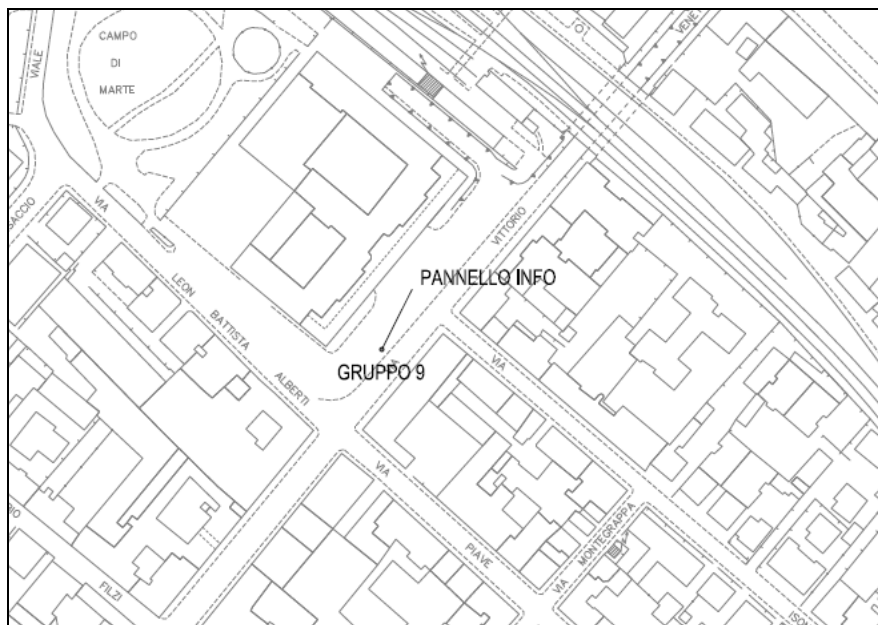 CAMPO
DI
MARTE
VIALE
VIA
LEON
BATTISTA
ALBERTI
VITTORIO
PANNELLO INFO
GRUPPO 9
VIA
VIA
PIAVE
VIA
MONTEGRAPPA
FILZI